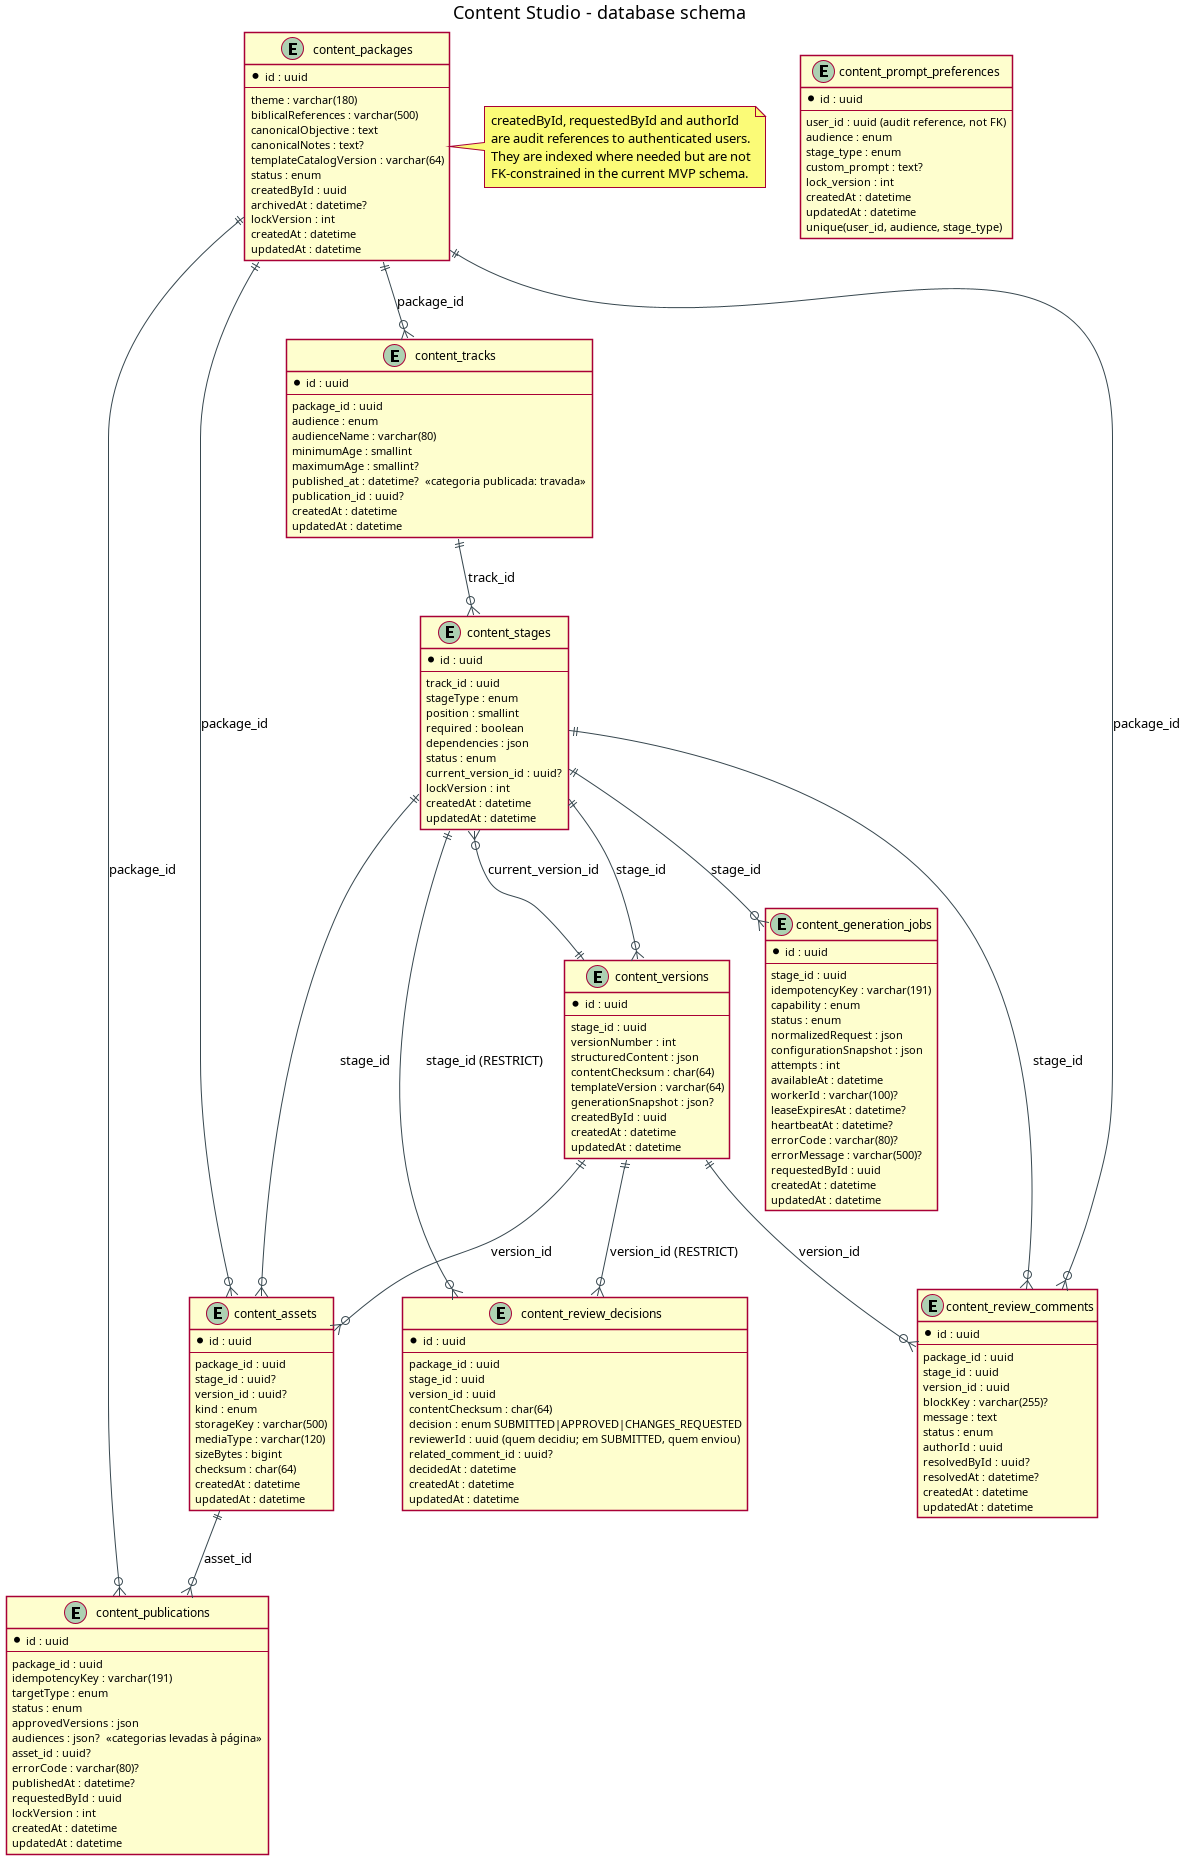 Content Studio - database schema
E content_packages
id : uuid
theme : varchar(180)
biblicalReferences : varchar(500)
canonicalObjective : text
canonicalNotes : text?
templateCatalogVersion : varchar(64)
status : enum
createdById : uuid
archivedAt : datetime?
lockVersion : int
createdAt : datetime
updatedAt : datetime
createdById, requestedById and authorId
are audit references to authenticated users.
They are indexed where needed but are not
FK-constrained in the current MVP schema.
E content_prompt_preferences
id : uuid
user_id : uuid (audit reference, not FK)
audience : enum
stage_type : enum
custom_prompt : text?
lock_version : int
createdAt : datetime
updatedAt : datetime
unique(user_id, audience, stage_type)
package_id
E content_tracks
id : uuid
package_id : uuid
audience : enum
audienceName : varchar(80)
minimumAge : smallint
maximumAge : smallint?
published_at : datetime?  «categoria publicada: travada»
publication_id : uuid?
createdAt : datetime
updatedAt : datetime
track_id
E content_stages
id : uuid
track_id : uuid
stageType : enum
position : smallint
required : boolean
dependencies : json
status : enum
current_version_id : uuid?
lockVersion : int
createdAt : datetime
updatedAt : datetime
package_id
package_id
package_id
current_version_id
stage_id
stage_id
E content_generation_jobs
id : uuid
stage_id : uuid
idempotencyKey : varchar(191)
capability : enum
status : enum
normalizedRequest : json
configurationSnapshot : json
attempts : int
availableAt : datetime
workerId : varchar(100)?
leaseExpiresAt : datetime?
heartbeatAt : datetime?
errorCode : varchar(80)?
errorMessage : varchar(500)?
requestedById : uuid
createdAt : datetime
updatedAt : datetime
E content_versions
id : uuid
stage_id : uuid
versionNumber : int
structuredContent : json
contentChecksum : char(64)
templateVersion : varchar(64)
generationSnapshot : json?
createdById : uuid
createdAt : datetime
updatedAt : datetime
stage_id
stage_id (RESTRICT)
stage_id
version_id
version_id (RESTRICT)
version_id
E content_assets
id : uuid
package_id : uuid
stage_id : uuid?
version_id : uuid?
kind : enum
storageKey : varchar(500)
mediaType : varchar(120)
sizeBytes : bigint
checksum : char(64)
createdAt : datetime
updatedAt : datetime
E content_review_decisions
id : uuid
package_id : uuid
stage_id : uuid
version_id : uuid
contentChecksum : char(64)
decision : enum SUBMITTED|APPROVED|CHANGES_REQUESTED
reviewerId : uuid (quem decidiu; em SUBMITTED, quem enviou)
related_comment_id : uuid?
decidedAt : datetime
createdAt : datetime
updatedAt : datetime
E content_review_comments
id : uuid
package_id : uuid
stage_id : uuid
version_id : uuid
blockKey : varchar(255)?
message : text
status : enum
authorId : uuid
resolvedById : uuid?
resolvedAt : datetime?
createdAt : datetime
updatedAt : datetime
asset_id
E content_publications
id : uuid
package_id : uuid
idempotencyKey : varchar(191)
targetType : enum
status : enum
approvedVersions : json
audiences : json?  «categorias levadas à página»
asset_id : uuid?
errorCode : varchar(80)?
publishedAt : datetime?
requestedById : uuid
lockVersion : int
createdAt : datetime
updatedAt : datetime